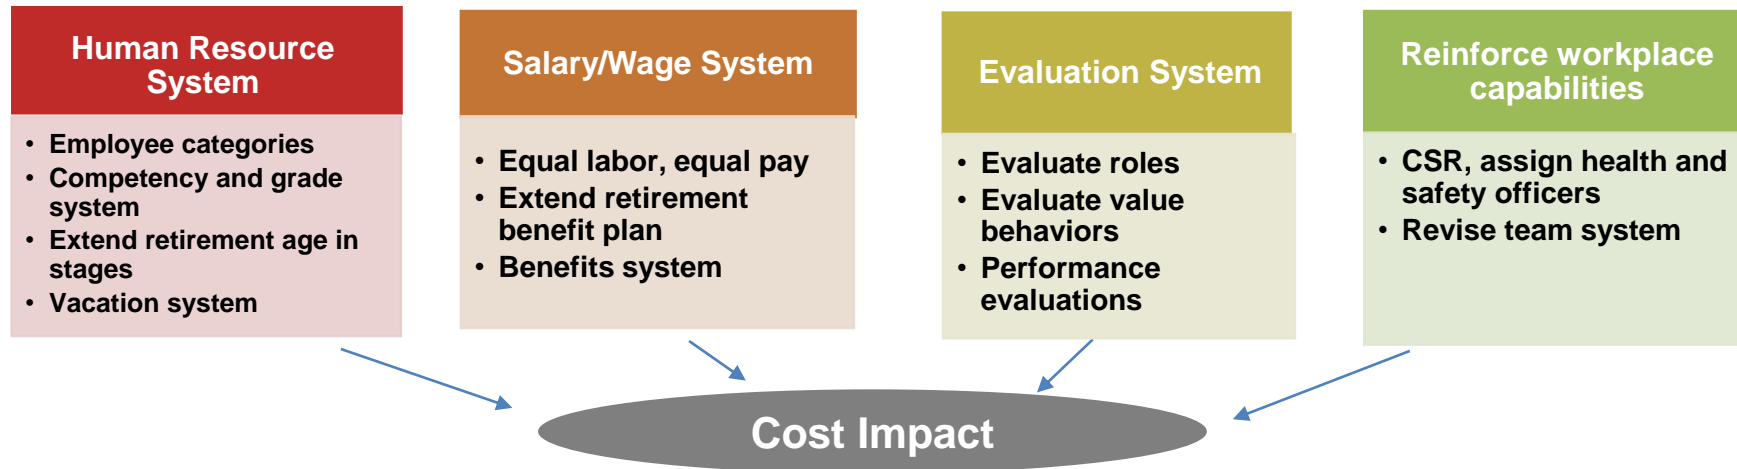 Human Resource
System
• Employee categories
• Competency and grade
system
• Extend retirement age in
stages
• Vacation system
Salary/Wage System
• Equal labor, equal pay
• Extend retirement
benefit plan
• Benefits system
Evaluation System
• Evaluate roles
• Evaluate value
behaviors
• Performance
evaluations
Reinforce workplace
capabilities
• CSR, assign health and
safety officers
• Revise team system
Cost Impact